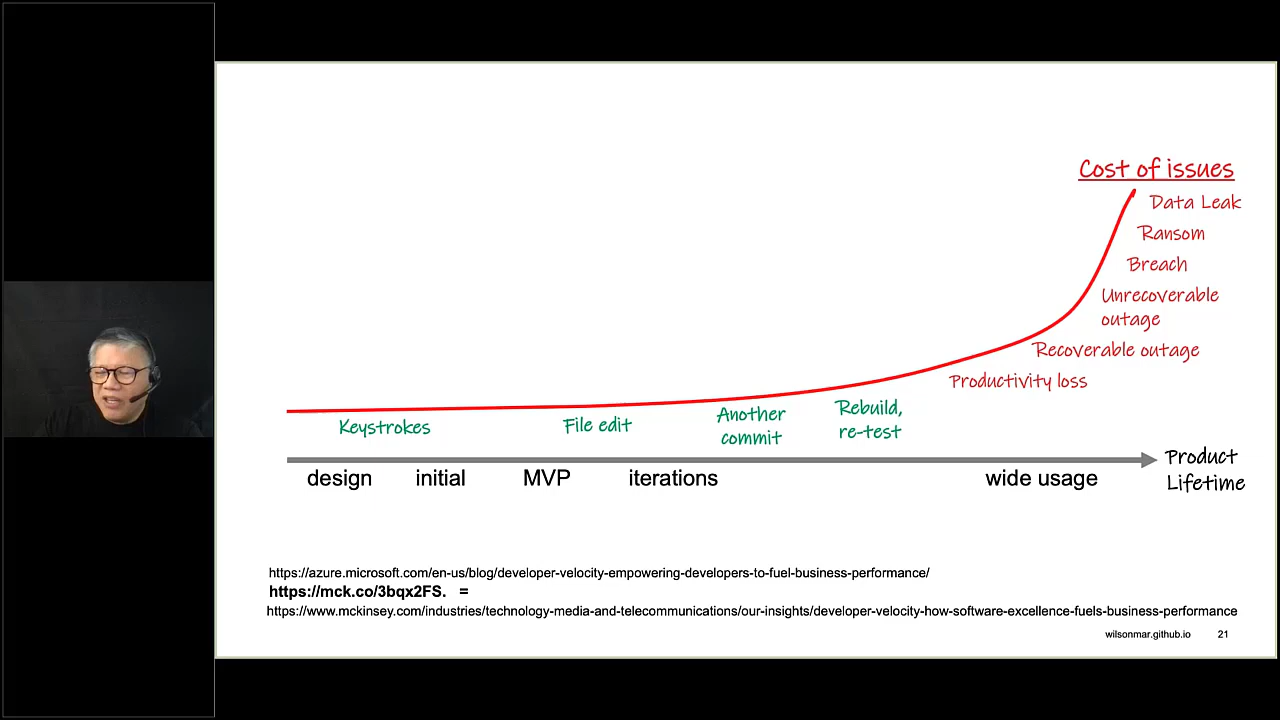 Cost of issues
Data Leak
Ransom
Breach
Unrecoverable
outage
Recoverable outage
Productivity loss
Keystrokes
File edit
Another
commit
Rebuild,
re-test
design
initial
MVP
iterations
wide usage
Product
Lifetime
https://azure.microsoft.com/en-us/blog/developer-velocity-empowering-developers-to-fuel-business-performance/
https://mck.co/3bqx2FS. =
https://www.mckinsey.com/industries/technology-media-and-telecommunications/our-insights/developer-velocity-how-software-excellence-fuels-business-performance
wilsonmar.github.io 21